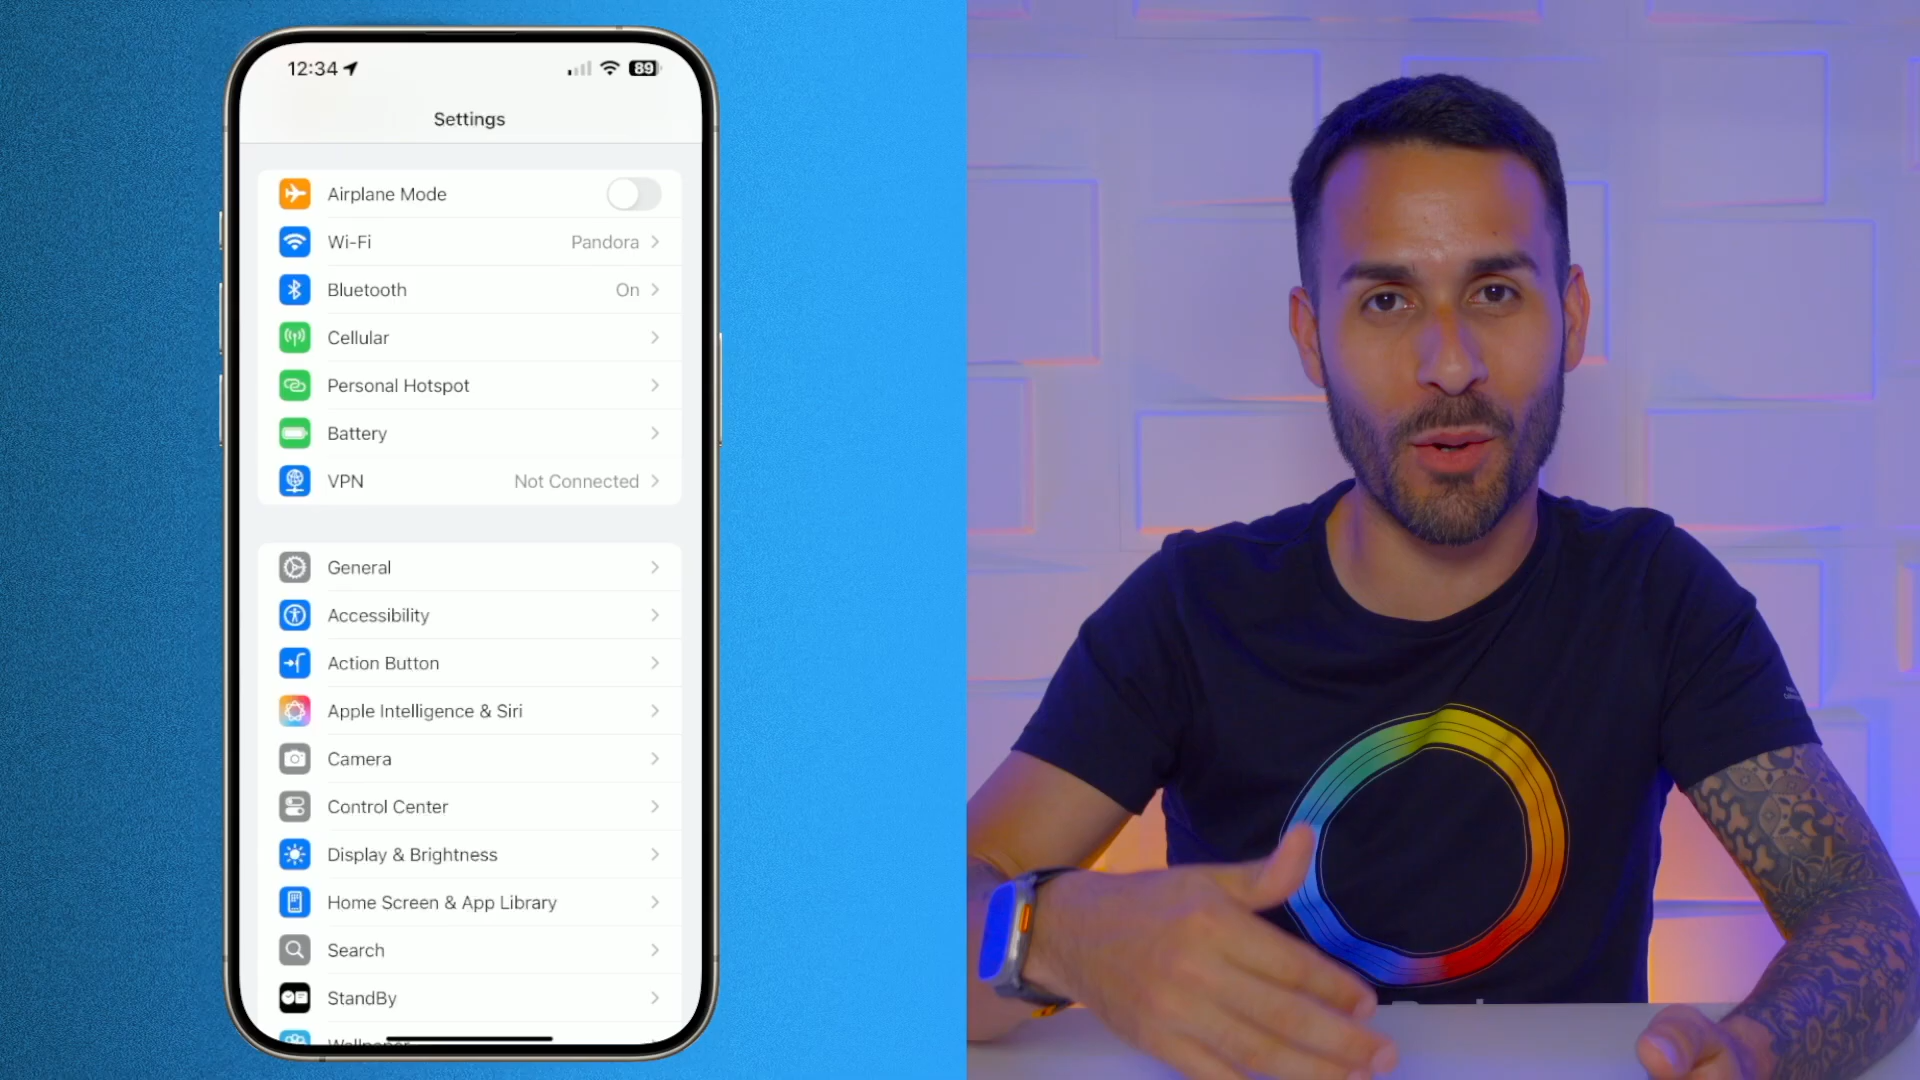 12:34
89
Settings
Airplane Mode
Wi-Fi Pandora
Bluetooth On
Cellular
Personal Hotspot
Battery
VPN Not Connected
General
Accessibility
Action Button
Apple Intelligence & Siri
Camera
Control Center
Display & Brightness
Home Screen & App Library
Search
StandBy
Wallpaper